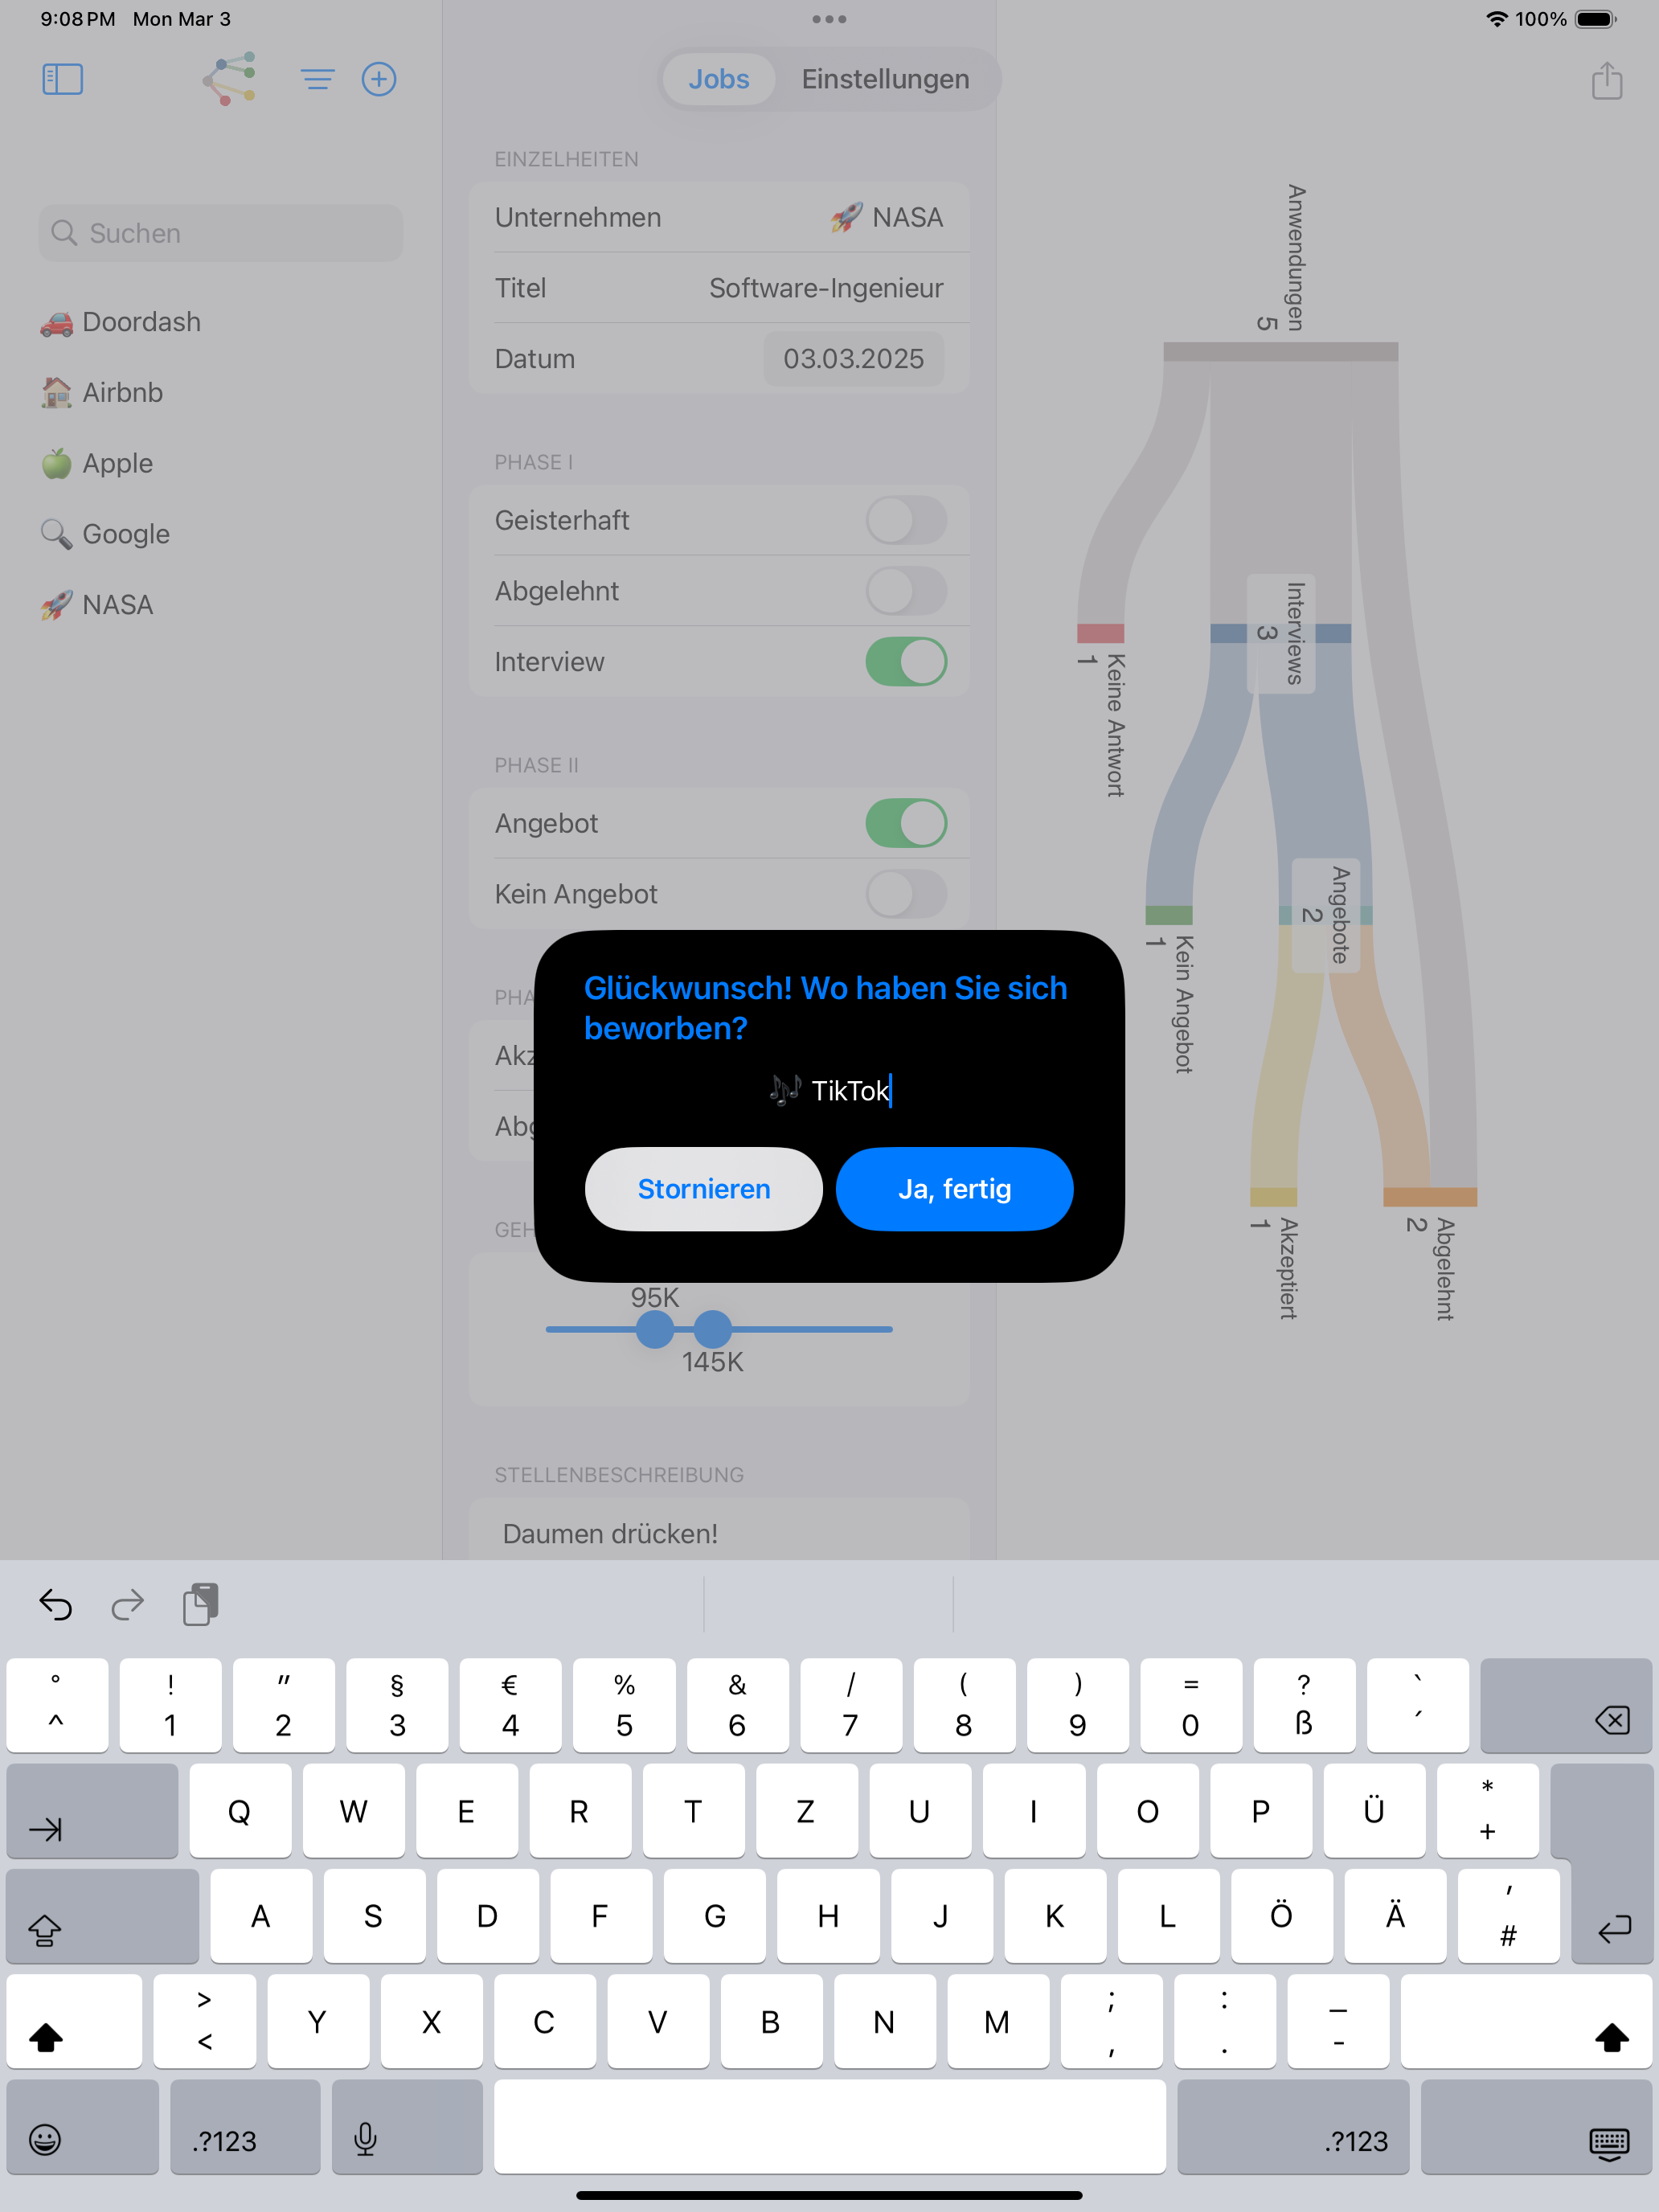 9:08 PM Mon Mar 3
100%
Jobs
Einstellungen
Suchen
🚗 Doordash
🏠 Airbnb
🍏 Apple
🔍 Google
🚀 NASA
EINZELHEITEN
Unternehmen 🚀 NASA
Titel Software-Ingenieur
Datum 03.03.2025
PHASE I
Geisterhaft
Abgelehnt
Interview
PHASE II
Angebot
Kein Angebot
PHA
Akz
Abg
GEH
95K
145K
STELLENBESCHREIBUNG
Daumen drücken!
Anwendungen
5
Keine Antwort
1
Interviews
3
Kein Angebot
1
Angebote
2
Akzeptiert
1
Abgelehnt
2
Glückwunsch! Wo haben Sie sich
beworben?
🎶 TikTok
Stornieren
Ja, fertig
° ! " § € % & / ( ) = ? `
^ 1 2 3 4 5 6 7 8 9 0 ß ´
Q W E R T Z U I O P Ü * +
A S D F G H J K L Ö Ä ' #
> < Y X C V B N M ; , : . _ -
.?123
.?123